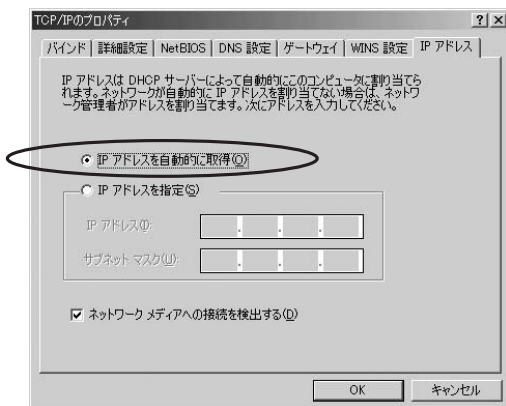 TCP/IPのプロパティ
? ×
バインド 詳細設定 NetBIOS DNS 設定 ゲートウェイ WINS 設定 IP アドレス
IP アドレスは DHCP サーバーによって自動的にこのコンピュータに割り当てら
れます。ネットワークが自動的に IP アドレスを割り当てない場合は、ネットワ
ーク管理者がアドレスを割り当てます。次にアドレスを入力してください。
IP アドレスを自動的に取得(O)
IP アドレスを指定(S)
IP アドレス(I):
. . .
サブネット マスク(U):
. . .
ネットワーク メディアへの接続を検出する(D)
OK キャンセル